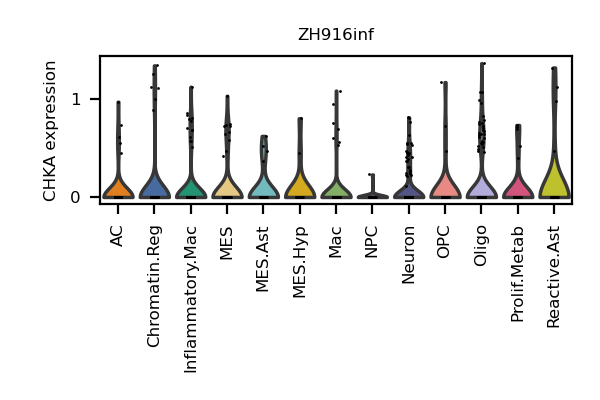 ZH916inf
CHKA expression
1
0
AC
Chromatin.Reg
Inflammatory.Mac
MES
MES.Ast
MES.Hyp
Mac
NPC
Neuron
OPC
Oligo
Prolif.Metab
Reactive.Ast